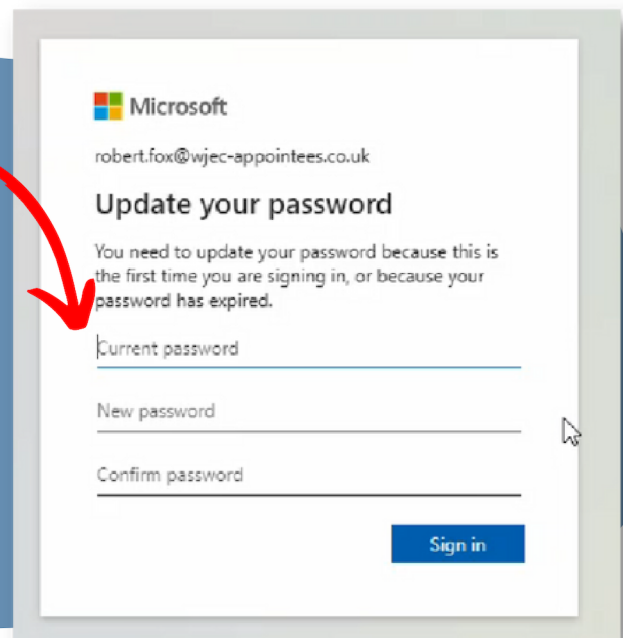 Microsoft
robert.fox@wjec-appointees.co.uk
Update your password
You need to update your password because this is
the first time you are signing in, or because your
password has expired.
Current password
New password
Confirm password
Sign in